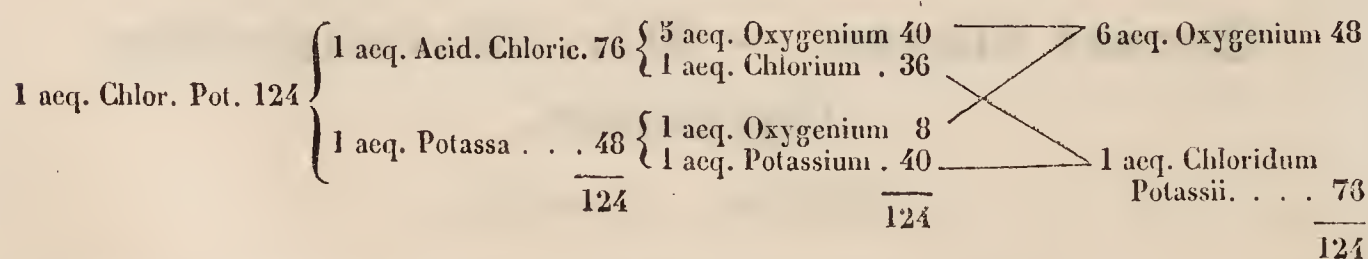 1 aeq. Acid. Chloric. 76 { 5 aeq. Oxygenium 40 6 aeq. Oxygenium 48
1 aeq. Chlorium . 36
1 aeq. Chlor. Pot. 124
1 aeq. Potassa . . . 48 { 1 aeq. Oxygenium 8
1 aeq. Potassium . 40 1 aeq. Chloridum
Potassii. . . . 76
124 124 124